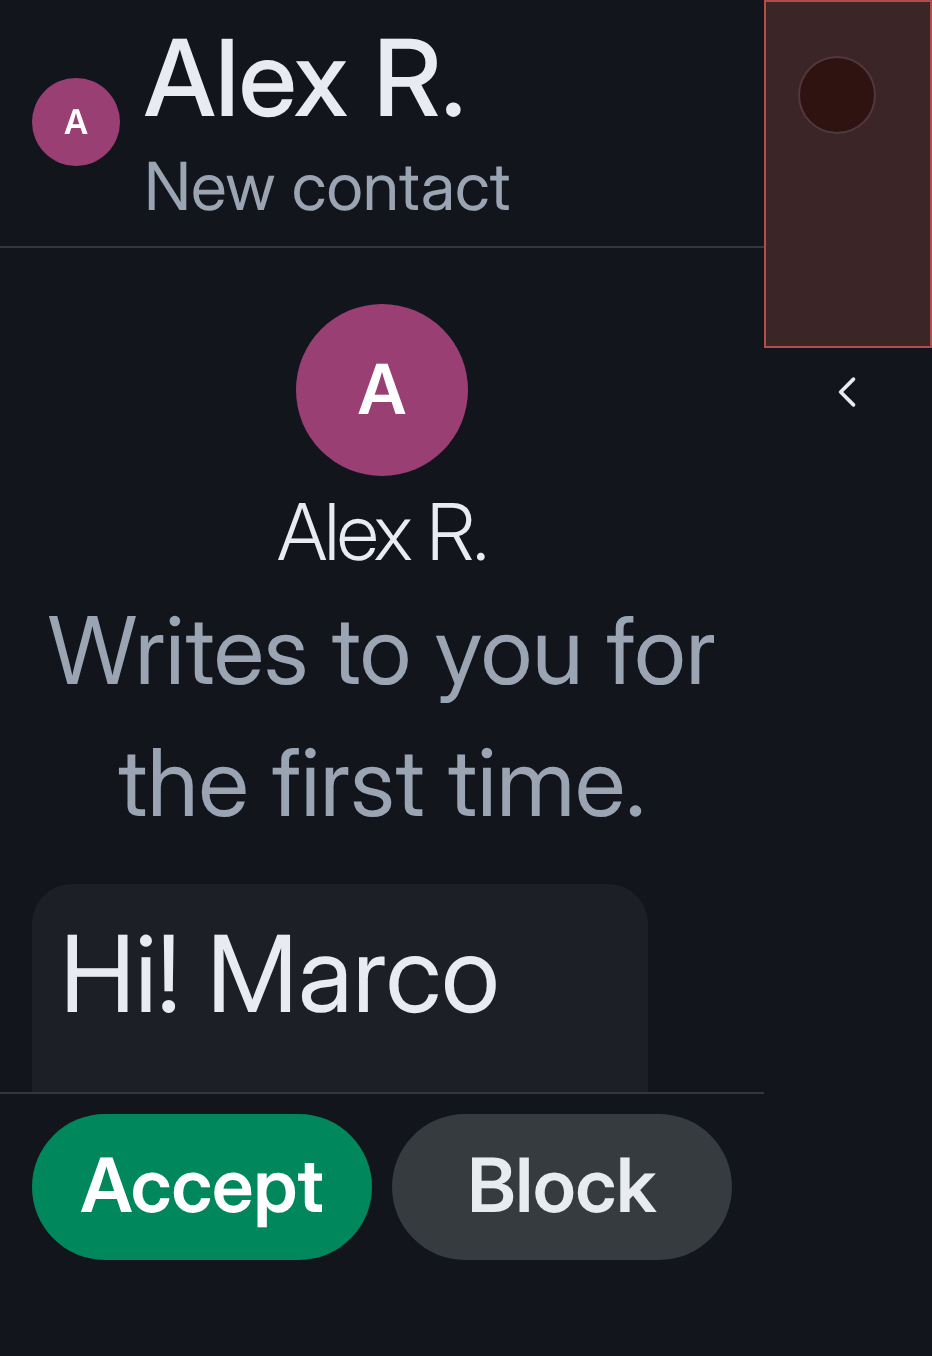 A
Alex R.
New contact
A
Alex R.
Writes to you for
the first time.
Hi! Marco
Accept
Block